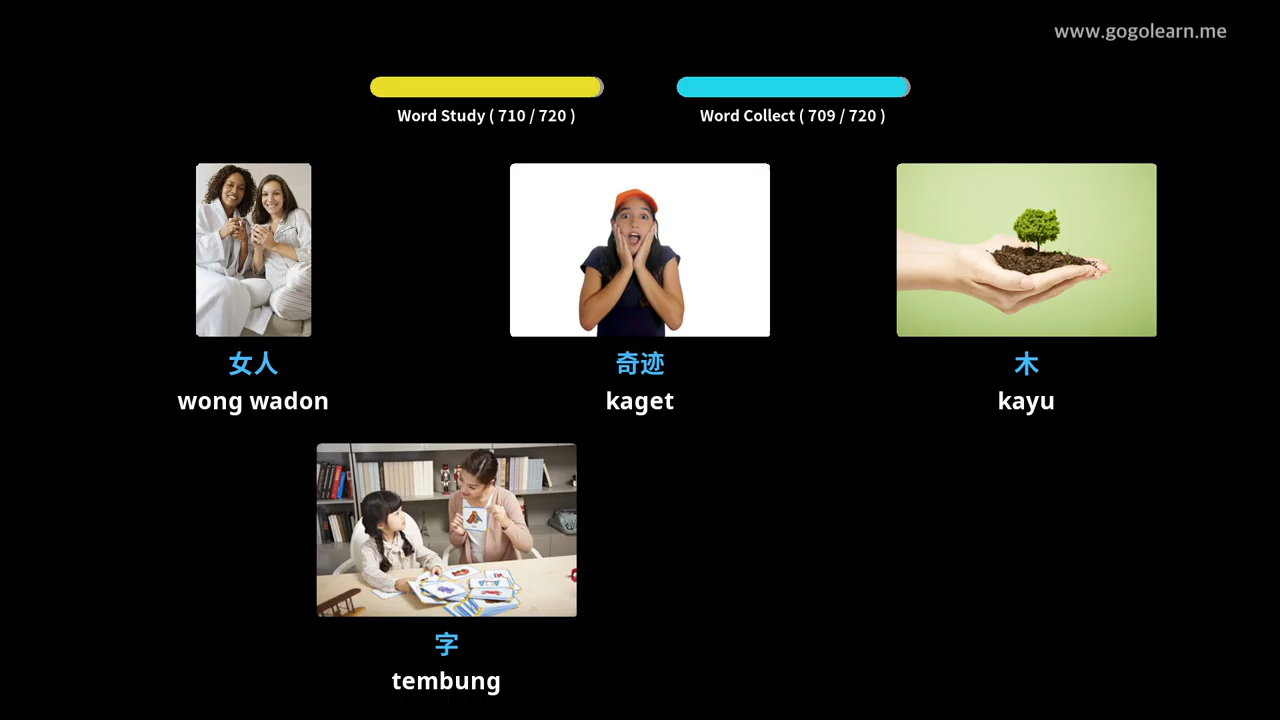 www.gogolearn.me
Word Study ( 710 / 720 )
Word Collect ( 709 / 720 )
女人
wong wadon
奇迹
kaget
木
kayu
字
tembung